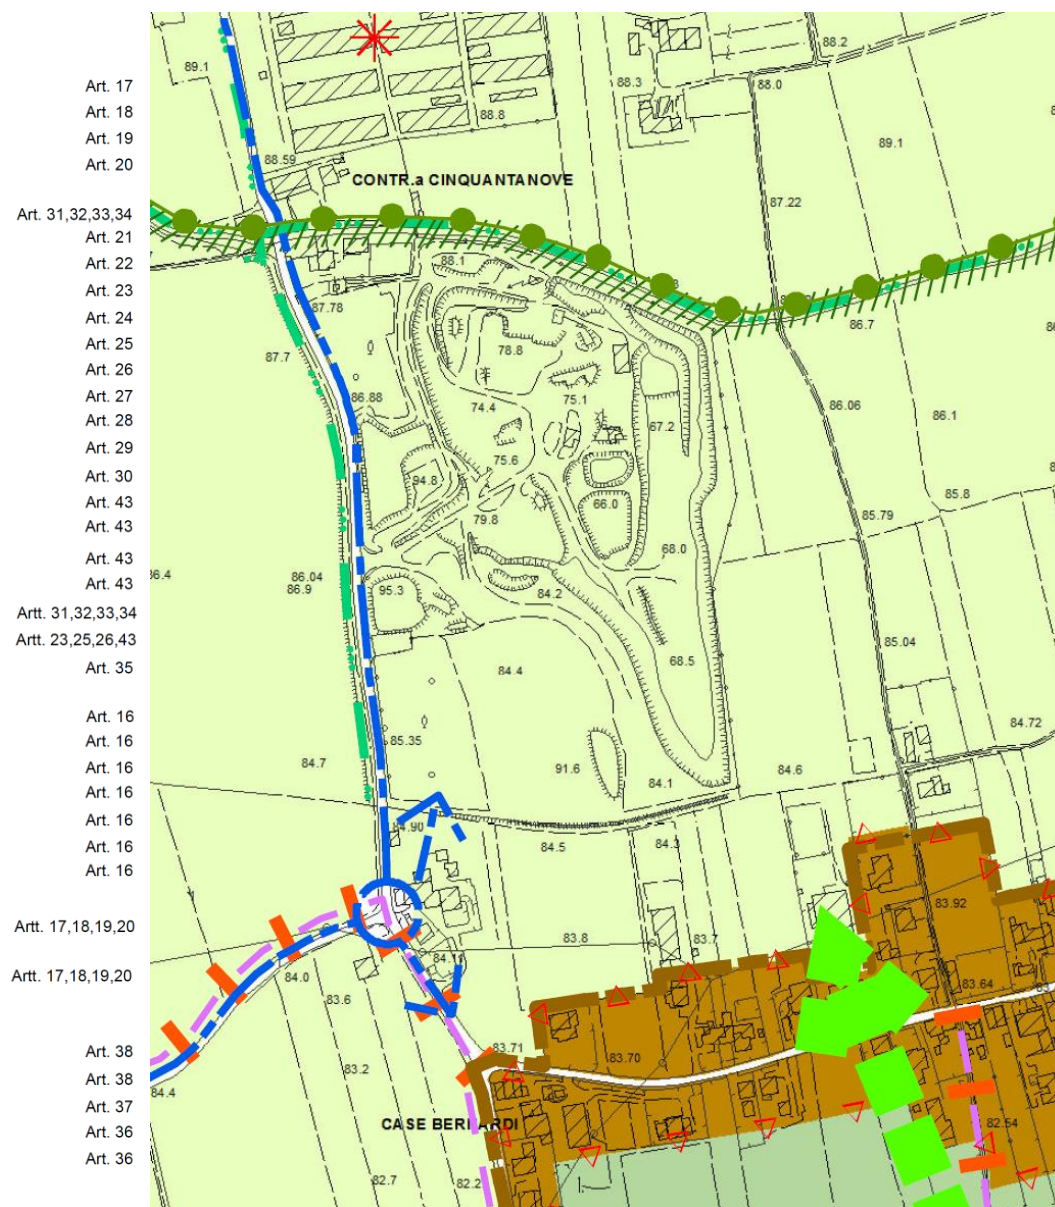 Art. 17
Art. 18
Art. 19
Art. 20
Art. 31,32,33,34
Art. 21
Art. 22
Art. 23
Art. 24
Art. 25
Art. 26
Art. 27
Art. 28
Art. 29
Art. 30
Art. 43
Art. 43
Art. 43
Art. 43
Artt. 31,32,33,34
Artt. 23,25,26,43
Art. 35
Art. 16
Art. 16
Art. 16
Art. 16
Art. 16
Art. 16
Art. 16
Artt. 17,18,19,20
Artt. 17,18,19,20
Art. 38
Art. 38
Art. 37
Art. 36
Art. 36
88.2
89.1
88.3
88.0
88.8
89.1
88.59
CONTR.a CINQUANTANOVE
87.22
88.1
87.78
86.7
87.7
78.8
86.88
74.4
75.1
86.06
86.1
67.2
75.6
94.8
85.8
66.0
79.8
85.79
68.0
86.4
86.04
86.9
95.3
84.2
85.04
68.5
84.4
84.72
85.35
84.7
91.6
84.1
84.6
84.90
84.5
84.3
83.92
83.8
83.7
84.11
84.0
83.6
83.64
83.71
83.70
83.2
84.4
CASE BERNARDI
82.54
82.7
82.2